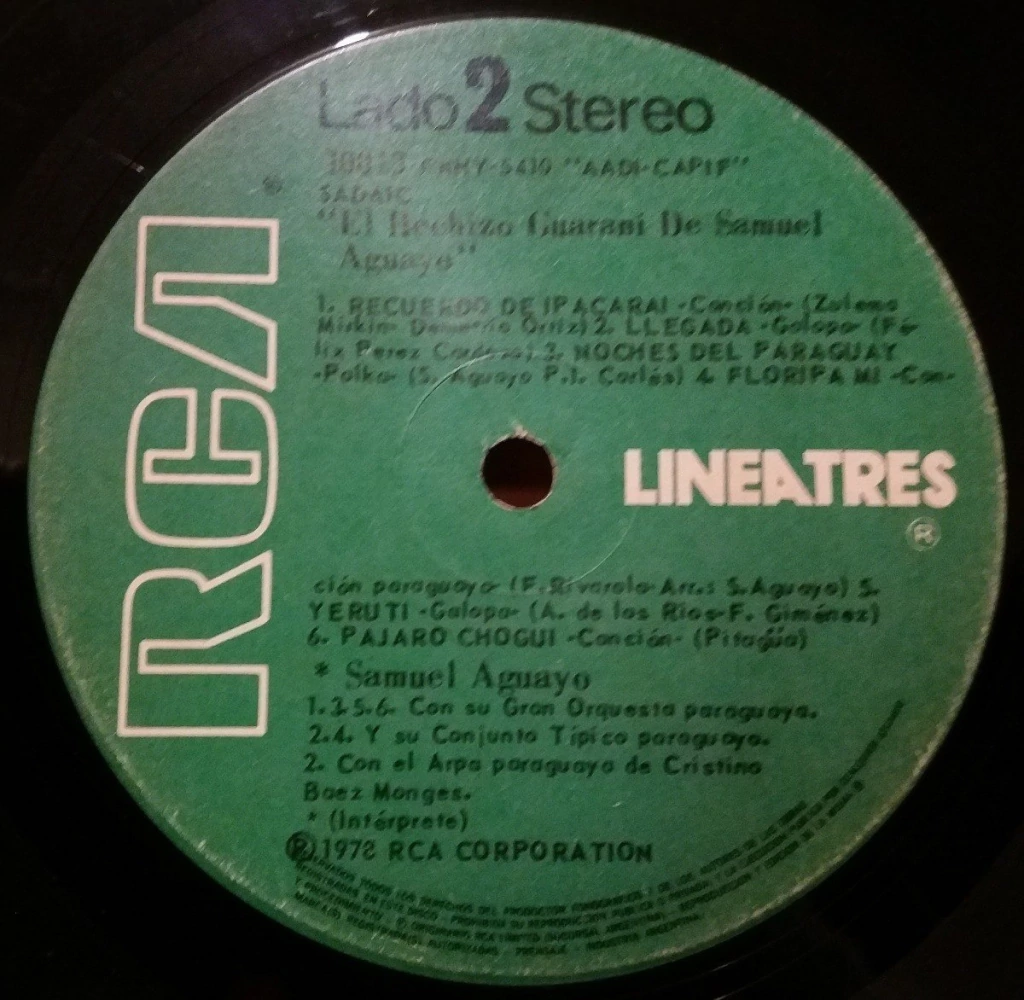 Lado 2 Stereo
"AADI-CAPIF"
SADAIC
"El Hechizo Guaraní De Samuel
Aguayo"
RCA
1. RECUERDO DE IPACARAI -Canción- (Zulema
Mirkin- Demetrio Ortiz) 2. LLEGADA -Galopa- (Fé-
lix Perez Cardozo) 3. NOCHES DEL PARAGUAY
-Polka- (S. Aguayo P.J. Carlés) 4. FLORIPA MI -Can-
LINEATRES
®
ción paraguaya- (E. Rivarola- Arr.: S. Aguayo) 5.
YERUTI -Galopa- (A. de los Ríos-F. Giménez)
6. PAJARO CHOGUI -Canción- (Pitagüa)
* Samuel Aguayo
1.3-5-6- Con su Gran Orquesta paraguaya.
2.4. Y su Conjunto Típico paraguayo.
2. Con el Arpa paraguaya de Cristino
Baez Monges.
* (Intérprete)
Ⓟ 1978 RCA CORPORATION